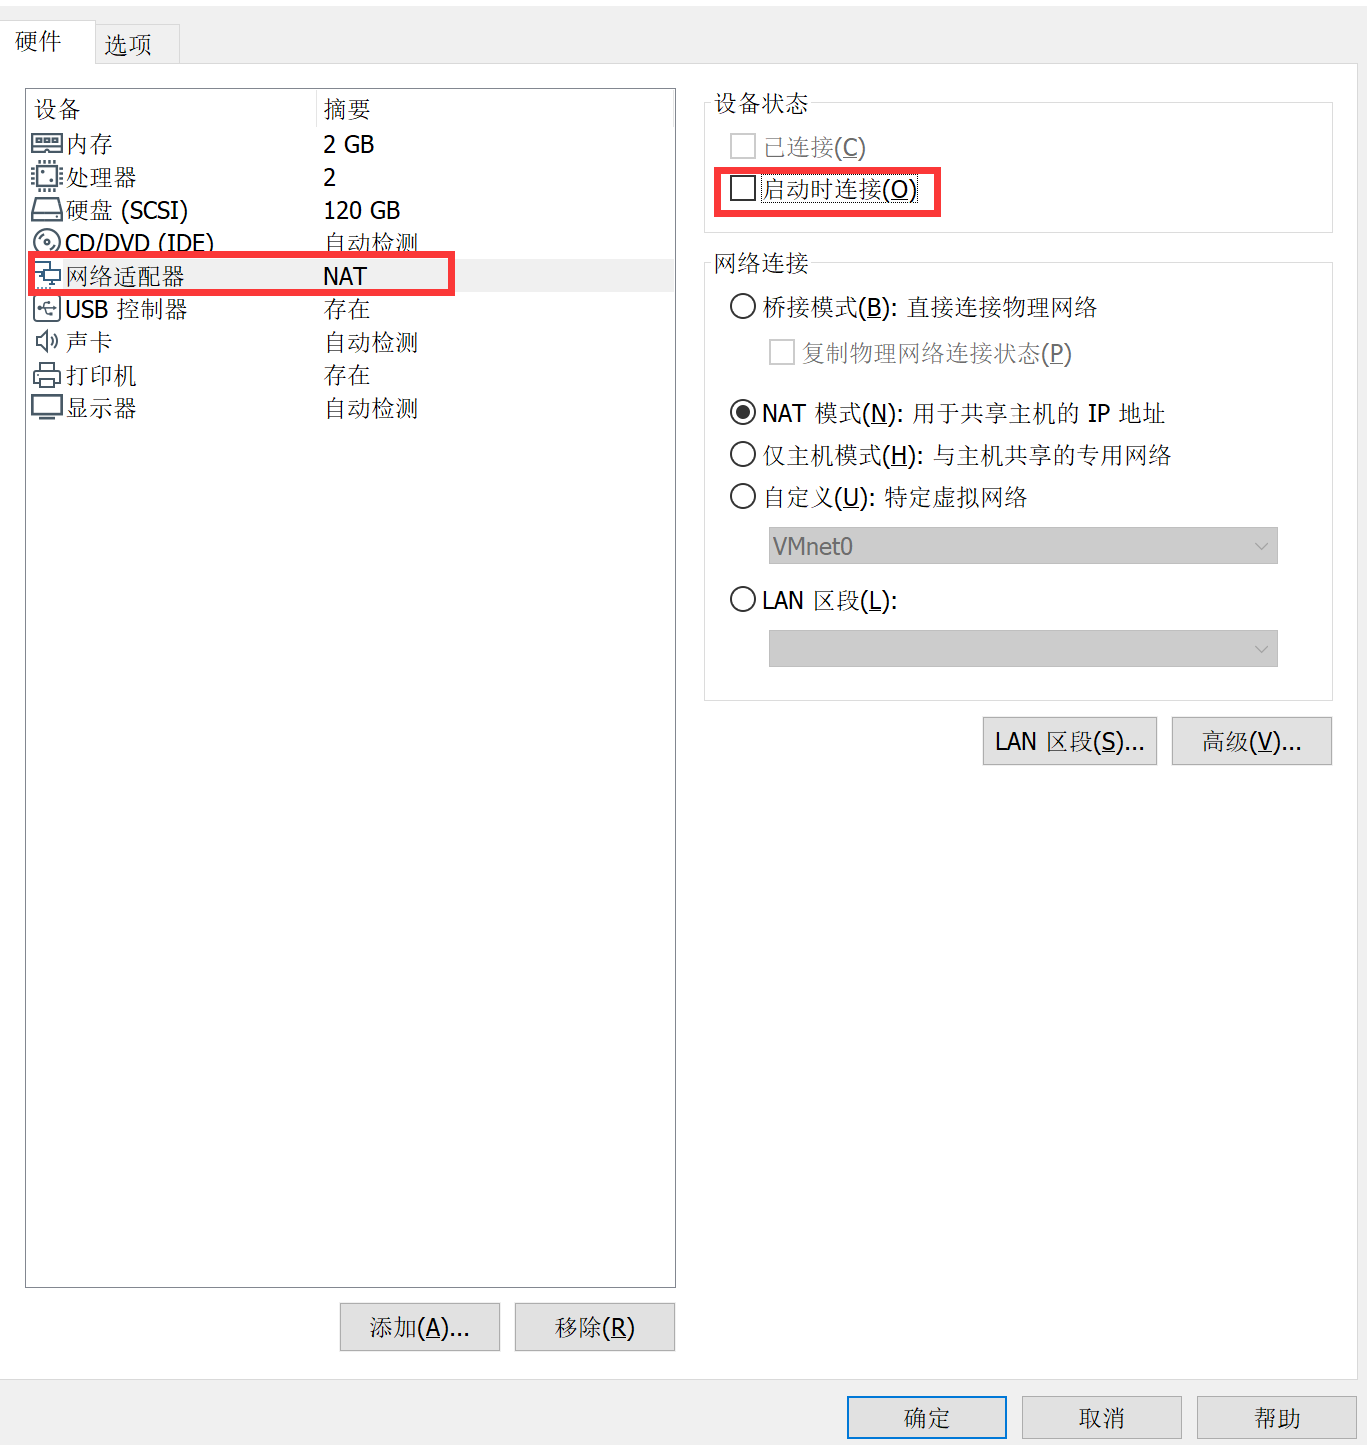 硬件
选项
设备 摘要
内存 2 GB
处理器 2
硬盘 (SCSI) 120 GB
CD/DVD (IDE) 自动检测
网络适配器 NAT
USB 控制器 存在
声卡 自动检测
打印机 存在
显示器 自动检测
添加(A)...
移除(R)
设备状态
已连接(C)
启动时连接(O)
网络连接
桥接模式(B): 直接连接物理网络
复制物理网络连接状态(P)
NAT 模式(N): 用于共享主机的 IP 地址
仅主机模式(H): 与主机共享的专用网络
自定义(U): 特定虚拟网络
VMnet0
LAN 区段(L):
LAN 区段(S)...
高级(V)...
确定
取消
帮助